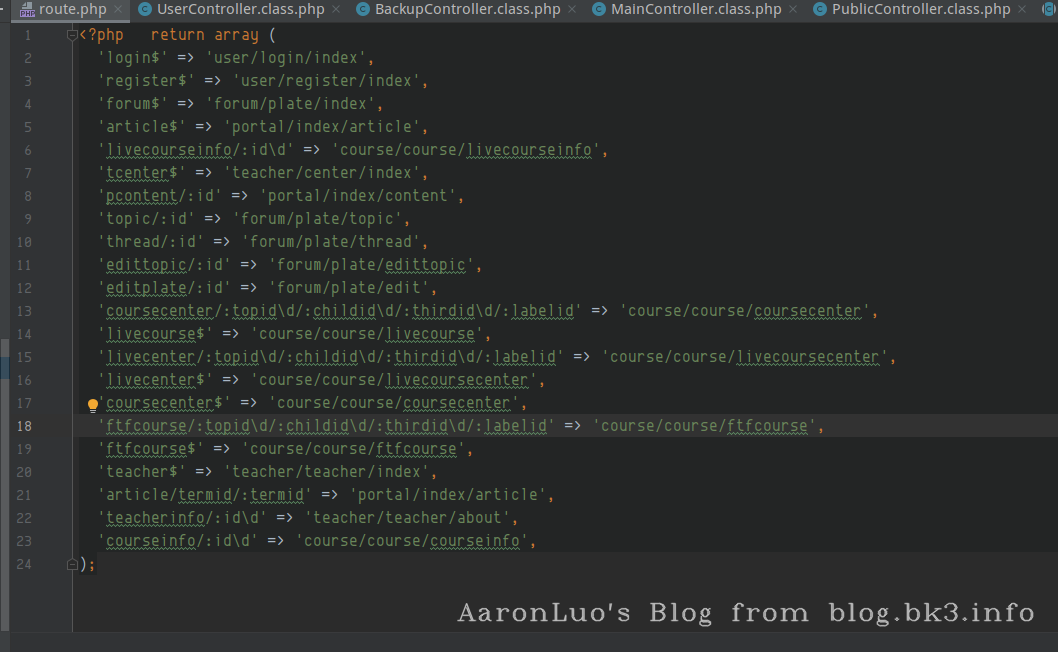 route.php × UserController.class.php × BackupController.class.php × MainController.class.php × PublicController.class.php ×
1 <?php   return array (
2 'login$' => 'user/login/index',
3 'register$' => 'user/register/index',
4 'forum$' => 'forum/plate/index',
5 'article$' => 'portal/index/article',
6 'livecourseinfo/:id\d' => 'course/course/livecourseinfo',
7 'tcenter$' => 'teacher/center/index',
8 'pcontent/:id' => 'portal/index/content',
9 'topic/:id' => 'forum/plate/topic',
10 'thread/:id' => 'forum/plate/thread',
11 'edittopic/:id' => 'forum/plate/edittopic',
12 'editplate/:id' => 'forum/plate/edit',
13 'coursecenter/:topid\d/:childid\d/:thirdid\d/:labelid' => 'course/course/coursecenter',
14 'livecourse$' => 'course/course/livecourse',
15 'livecenter/:topid\d/:childid\d/:thirdid\d/:labelid' => 'course/course/livecoursecenter',
16 'livecenter$' => 'course/course/livecoursecenter',
17 'coursecenter$' => 'course/course/coursecenter',
18 'ftfcourse/:topid\d/:childid\d/:thirdid\d/:labelid' => 'course/course/ftfcourse',
19 'ftfcourse$' => 'course/course/ftfcourse',
20 'teacher$' => 'teacher/teacher/index',
21 'article/termid/:termid' => 'portal/index/article',
22 'teacherinfo/:id\d' => 'teacher/teacher/about',
23 'courseinfo/:id\d' => 'course/course/courseinfo',
24 );
AaronLuo's Blog from blog.bk3.info